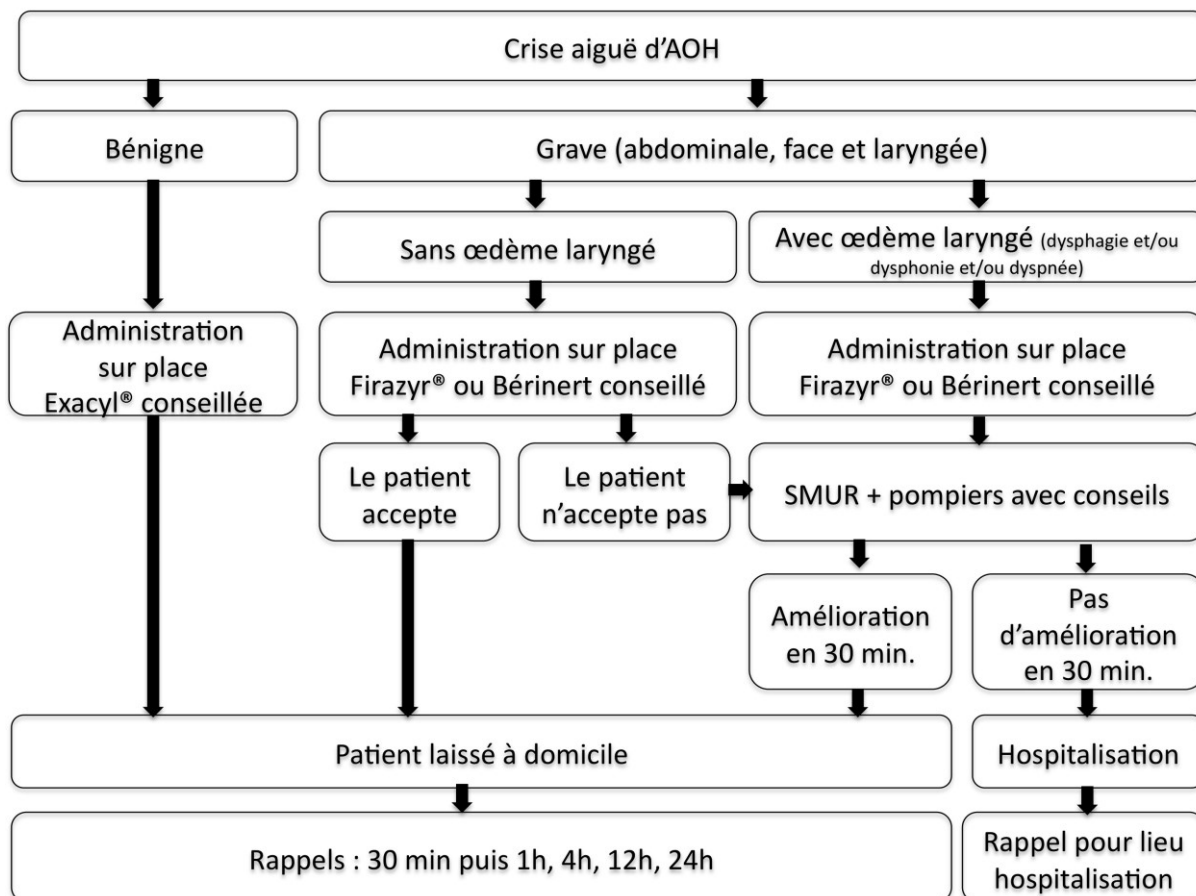 Crise aiguë d’AOH
Bénigne
Grave (abdominale, face et laryngée)
Sans œdème laryngé
Avec œdème laryngé (dysphagie et/ou
dysphonie et/ou dyspnée)
Administration
sur place
Exacyl® conseillée
Administration sur place
Firazyr® ou Bérinert conseillé
Administration sur place
Firazyr® ou Bérinert conseillé
Le patient
accepte
Le patient
n’accepte pas
SMUR + pompiers avec conseils
Amélioration
en 30 min.
Pas
d’amélioration
en 30 min.
Patient laissé à domicile
Hospitalisation
Rappels : 30 min puis 1h, 4h, 12h, 24h
Rappel pour lieu
hospitalisation